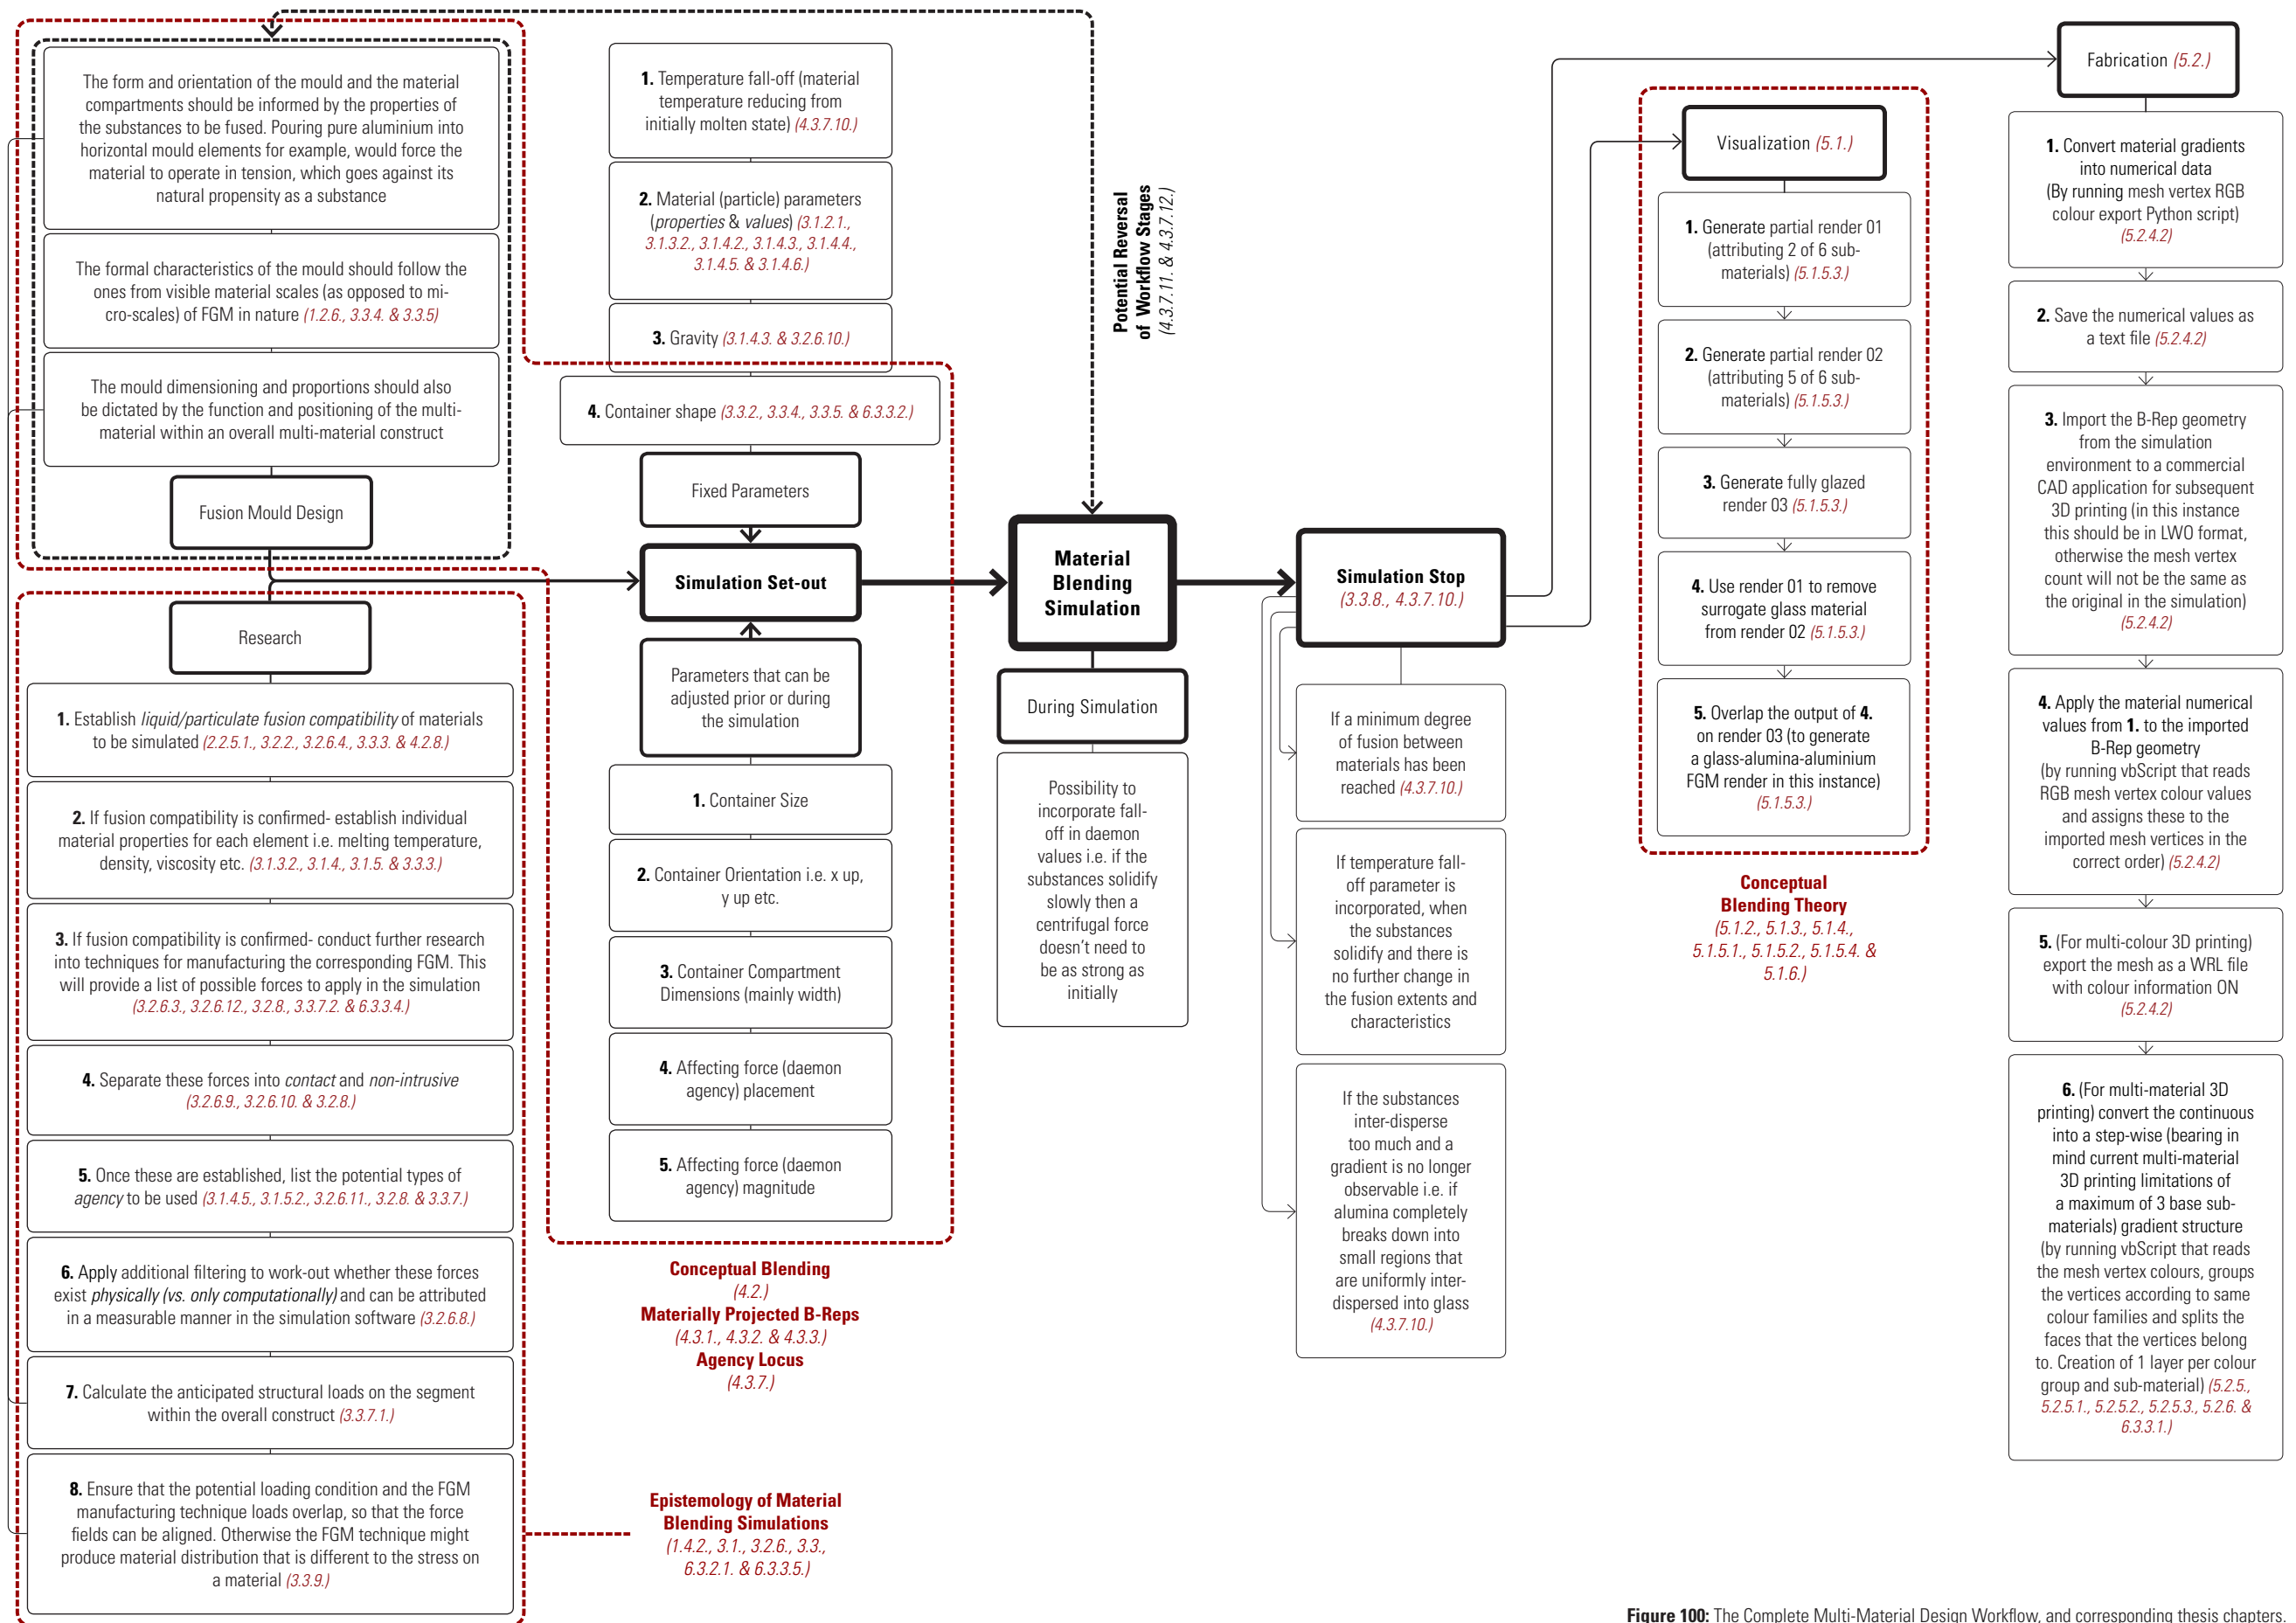 The form and orientation of the mould and the material
compartments should be informed by the properties of
the substances to be fused. Pouring pure aluminium into
horizontal mould elements for example, would force the
material to operate in tension, which goes against its
natural propensity as a substance
The formal characteristics of the mould should follow the
ones from visible material scales (as opposed to mi-
cro-scales) of FGM in nature (1.2.6., 3.3.4. & 3.3.5)
The mould dimensioning and proportions should also
be dictated by the function and positioning of the multi-
material within an overall multi-material construct
Fusion Mould Design
Research
1. Establish liquid/particulate fusion compatibility of materials
to be simulated (2.2.5.1., 3.2.2., 3.2.6.4., 3.3.3. & 4.2.8.)
2. If fusion compatibility is confirmed- establish individual
material properties for each element i.e. melting temperature,
density, viscosity etc. (3.1.3.2., 3.1.4., 3.1.5. & 3.3.3.)
3. If fusion compatibility is confirmed- conduct further research
into techniques for manufacturing the corresponding FGM. This
will provide a list of possible forces to apply in the simulation
(3.2.6.3., 3.2.6.12., 3.2.8., 3.3.7.2. & 6.3.3.4.)
4. Separate these forces into contact and non-intrusive
(3.2.6.9., 3.2.6.10. & 3.2.8.)
5. Once these are established, list the potential types of
agency to be used (3.1.4.5., 3.1.5.2., 3.2.6.11., 3.2.8. & 3.3.7.)
6. Apply additional filtering to work-out whether these forces
exist physically (vs. only computationally) and can be attributed
in a measurable manner in the simulation software (3.2.6.8.)
7. Calculate the anticipated structural loads on the segment
within the overall construct (3.3.7.1.)
8. Ensure that the potential loading condition and the FGM
manufacturing technique loads overlap, so that the force
fields can be aligned. Otherwise the FGM technique might
produce material distribution that is different to the stress on
a material (3.3.9.)
1. Temperature fall-off (material
temperature reducing from
initially molten state) (4.3.7.10.)
2. Material (particle) parameters
(properties & values) (3.1.2.1.,
3.1.3.2., 3.1.4.2., 3.1.4.3., 3.1.4.4.,
3.1.4.5. & 3.1.4.6.)
3. Gravity (3.1.4.3. & 3.2.6.10.)
4. Container shape (3.3.2., 3.3.4., 3.3.5. & 6.3.3.2.)
Fixed Parameters
Simulation Set-out
Parameters that can be
adjusted prior or during
the simulation
1. Container Size
2. Container Orientation i.e. x up,
y up etc.
3. Container Compartment
Dimensions (mainly width)
4. Affecting force (daemon
agency) placement
5. Affecting force (daemon
agency) magnitude
Conceptual Blending
(4.2.)
Materially Projected B-Reps
(4.3.1., 4.3.2. & 4.3.3.)
Agency Locus
(4.3.7.)
Epistemology of Material
Blending Simulations
(1.4.2., 3.1., 3.2.6., 3.3.,
6.3.2.1. & 6.3.3.5.)
Potential Reversal
of Workflow Stages
(4.3.7.11. & 4.3.7.12.)
Material
Blending
Simulation
During Simulation
Possibility to
incorporate fall-
off in daemon
values i.e. if the
substances solidify
slowly then a
centrifugal force
doesn't need to
be as strong as
initially
Simulation Stop
(3.3.8., 4.3.7.10.)
If a minimum degree
of fusion between
materials has been
reached (4.3.7.10.)
If temperature fall-
off parameter is
incorporated, when
the substances
solidify and there is
no further change in
the fusion extents and
characteristics
If the substances
inter-disperse
too much and a
gradient is no longer
observable i.e. if
alumina completely
breaks down into
small regions that
are uniformly inter-
dispersed into glass
(4.3.7.10.)
Visualization (5.1.)
1. Generate partial render 01
(attributing 2 of 6 sub-
materials) (5.1.5.3.)
2. Generate partial render 02
(attributing 5 of 6 sub-
materials) (5.1.5.3.)
3. Generate fully glazed
render 03 (5.1.5.3.)
4. Use render 01 to remove
surrogate glass material
from render 02 (5.1.5.3.)
5. Overlap the output of 4.
on render 03 (to generate
a glass-alumina-aluminium
FGM render in this instance)
(5.1.5.3.)
Conceptual
Blending Theory
(5.1.2., 5.1.3., 5.1.4.,
5.1.5.1., 5.1.5.2., 5.1.5.4. &
5.1.6.)
Fabrication (5.2.)
1. Convert material gradients
into numerical data
(By running mesh vertex RGB
colour export Python script)
(5.2.4.2)
2. Save the numerical values as
a text file (5.2.4.2)
3. Import the B-Rep geometry
from the simulation
environment to a commercial
CAD application for subsequent
3D printing (in this instance
this should be in LWO format,
otherwise the mesh vertex
count will not be the same as
the original in the simulation)
(5.2.4.2)
4. Apply the material numerical
values from 1. to the imported
B-Rep geometry
(by running vbScript that reads
RGB mesh vertex colour values
and assigns these to the
imported mesh vertices in the
correct order) (5.2.4.2)
5. (For multi-colour 3D printing)
export the mesh as a WRL file
with colour information ON
(5.2.4.2)
6. (For multi-material 3D
printing) convert the continuous
into a step-wise (bearing in
mind current multi-material
3D printing limitations of
a maximum of 3 base sub-
materials) gradient structure
(by running vbScript that reads
the mesh vertex colours, groups
the vertices according to same
colour families and splits the
faces that the vertices belong
to. Creation of 1 layer per colour
group and sub-material) (5.2.5.,
5.2.5.1., 5.2.5.2., 5.2.5.3., 5.2.6. &
6.3.3.1.)
Figure 100: The Complete Multi-Material Design Workflow, and corresponding thesis chapters.